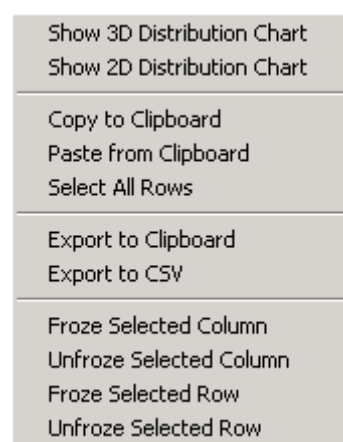 Show 3D Distribution Chart
Show 2D Distribution Chart
Copy to Clipboard
Paste from Clipboard
Select All Rows
Export to Clipboard
Export to CSV
Froze Selected Column
Unfroze Selected Column
Froze Selected Row
Unfroze Selected Row